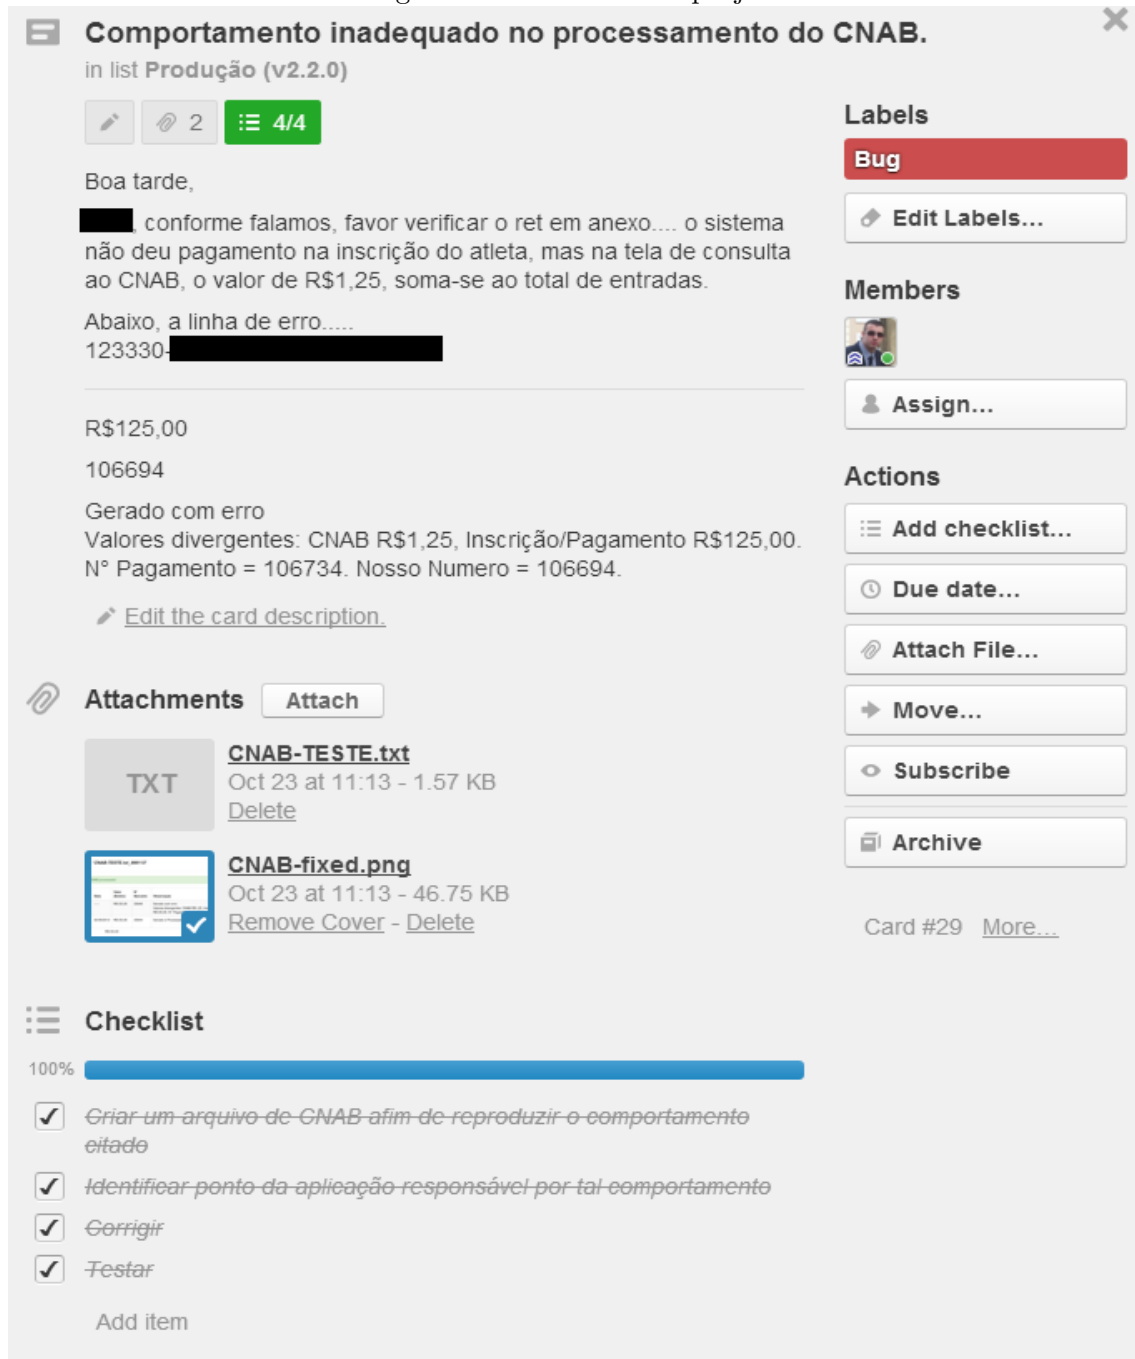 Comportamento inadequado no processamento do CNAB.
in list Produção (v2.2.0)
2
4/4
Boa tarde,
, conforme falamos, favor verificar o ret em anexo.... o sistema
não deu pagamento na inscrição do atleta, mas na tela de consulta
ao CNAB, o valor de R$1,25, soma-se ao total de entradas.
Abaixo, a linha de erro.....
123330-
R$125,00
106694
Gerado com erro
Valores divergentes: CNAB R$1,25, Inscrição/Pagamento R$125,00.
N° Pagamento = 106734. Nosso Numero = 106694.
Edit the card description.
Attachments
Attach
TXT
CNAB-TESTE.txt
Oct 23 at 11:13 - 1.57 KB
Delete
CNAB-fixed.png
Oct 23 at 11:13 - 46.75 KB
Remove Cover - Delete
Checklist
100%
Criar um arquivo de CNAB afim de reproduzir o comportamento
citado
Identificar ponto da aplicação responsável por tal comportamento
Corrigir
Testar
Add item
Labels
Bug
Edit Labels...
Members
Assign...
Actions
Add checklist...
Due date...
Attach File...
Move...
Subscribe
Archive
Card #29 More...